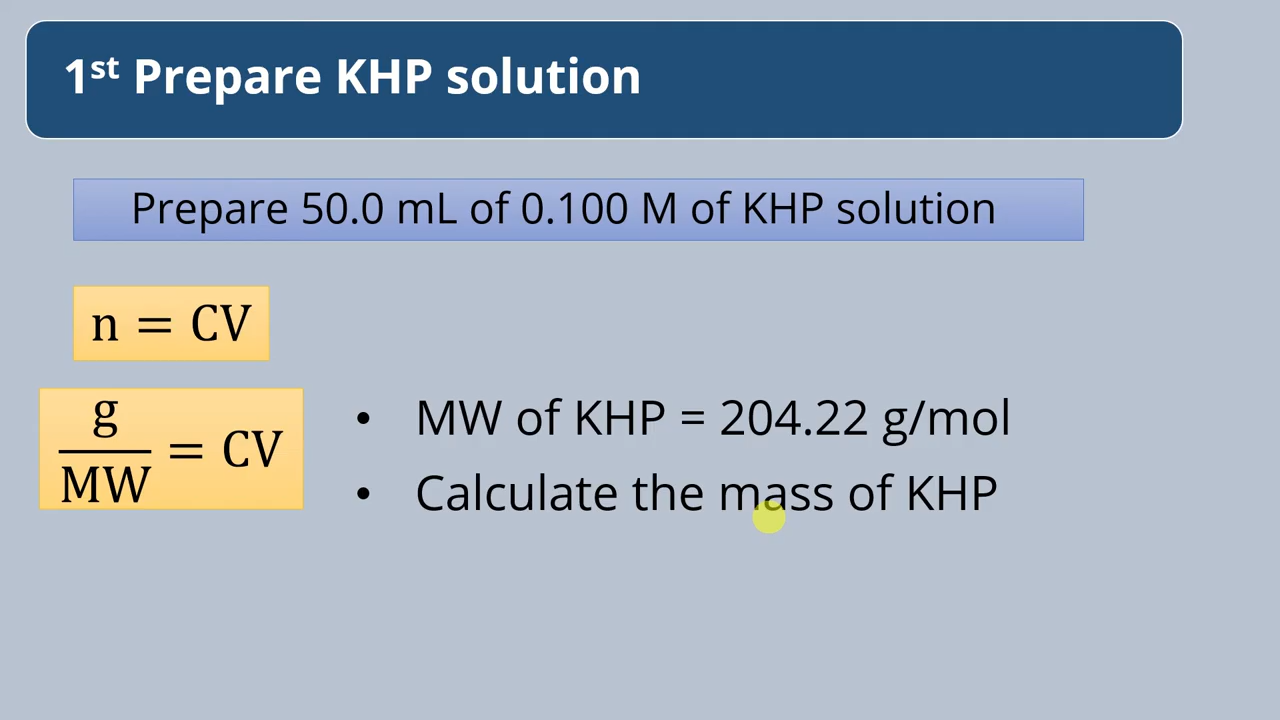 1st Prepare KHP solution
Prepare 50.0 mL of 0.100 M of KHP solution
n = CV
g/MW = CV
• MW of KHP = 204.22 g/mol
• Calculate the mass of KHP